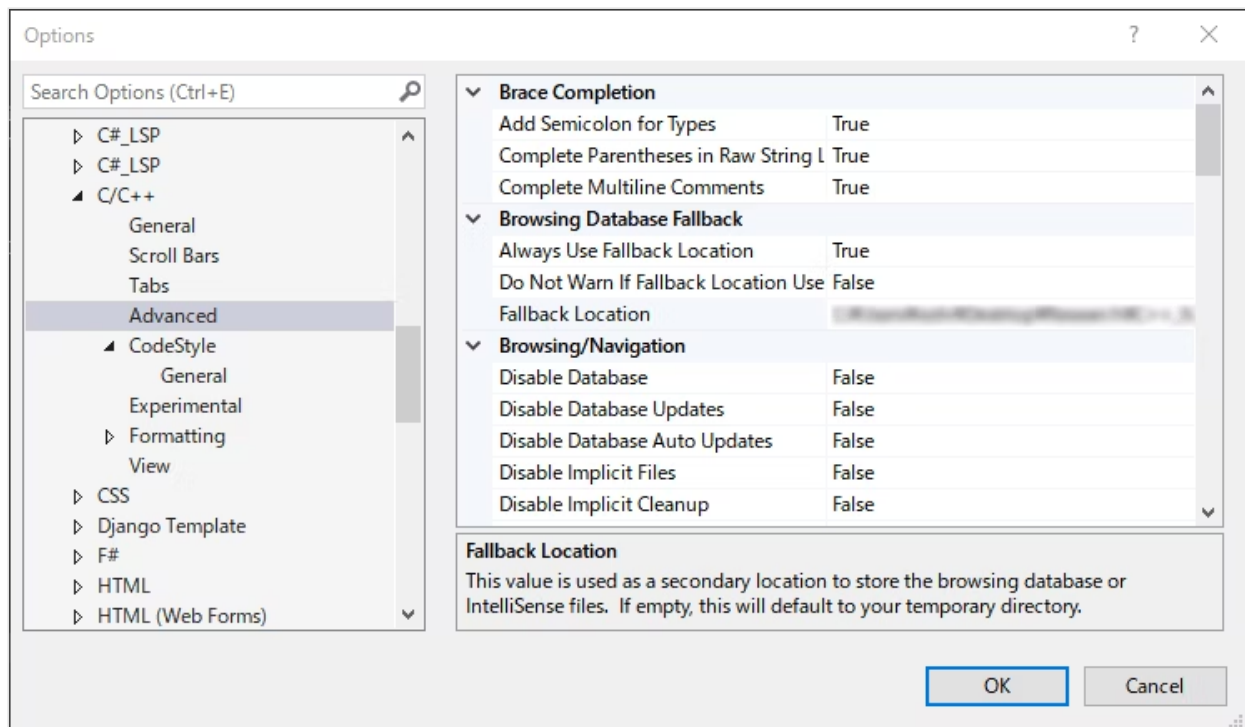 Options
?
Search Options (Ctrl+E)
C#_LSP
C#_LSP
C/C++
General
Scroll Bars
Tabs
Advanced
CodeStyle
General
Experimental
Formatting
View
CSS
Django Template
F#
HTML
HTML (Web Forms)
Brace Completion
Add Semicolon for Types True
Complete Parentheses in Raw String L True
Complete Multiline Comments True
Browsing Database Fallback
Always Use Fallback Location True
Do Not Warn If Fallback Location Use False
Fallback Location
Browsing/Navigation
Disable Database False
Disable Database Updates False
Disable Database Auto Updates False
Disable Implicit Files False
Disable Implicit Cleanup False
Fallback Location
This value is used as a secondary location to store the browsing database or
IntelliSense files.  If empty, this will default to your temporary directory.
OK Cancel